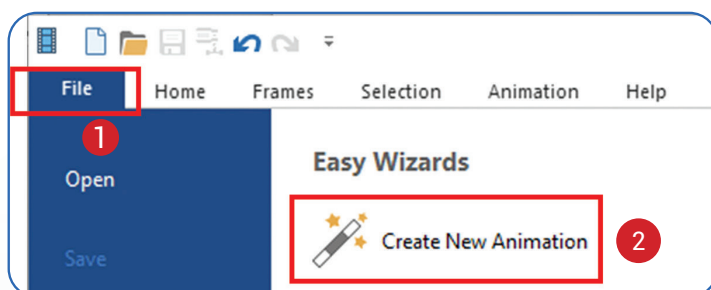 File Home Frames Selection Animation Help
1
Easy Wizards
Open
Create New Animation 2
Save